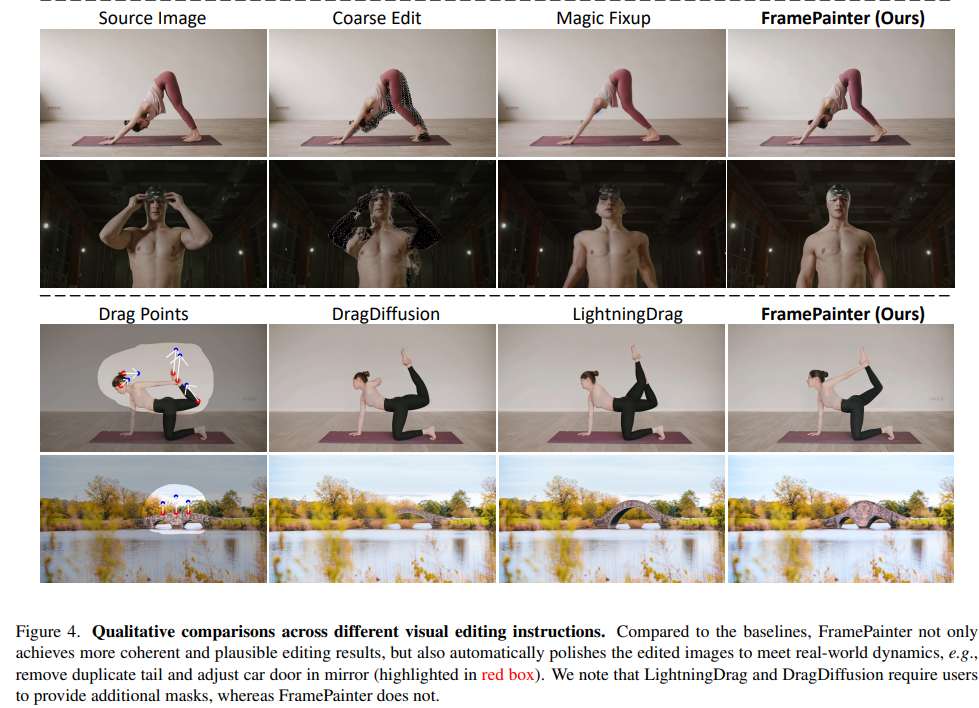 Source Image Coarse Edit Magic Fixup FramePainter (Ours)
Drag Points DragDiffusion LightningDrag FramePainter (Ours)
Figure 4. Qualitative comparisons across different visual editing instructions. Compared to the baselines, FramePainter not only
achieves more coherent and plausible editing results, but also automatically polishes the edited images to meet real-world dynamics, e.g.,
remove duplicate tail and adjust car door in mirror (highlighted in red box). We note that LightningDrag and DragDiffusion require users
to provide additional masks, whereas FramePainter does not.